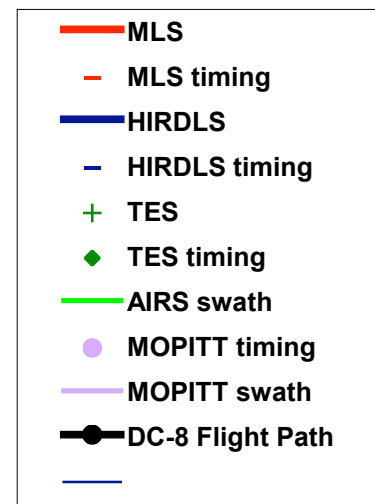 MLS
MLS timing
HIRDLS
HIRDLS timing
TES
TES timing
AIRS swath
MOPITT timing
MOPITT swath
DC-8 Flight Path